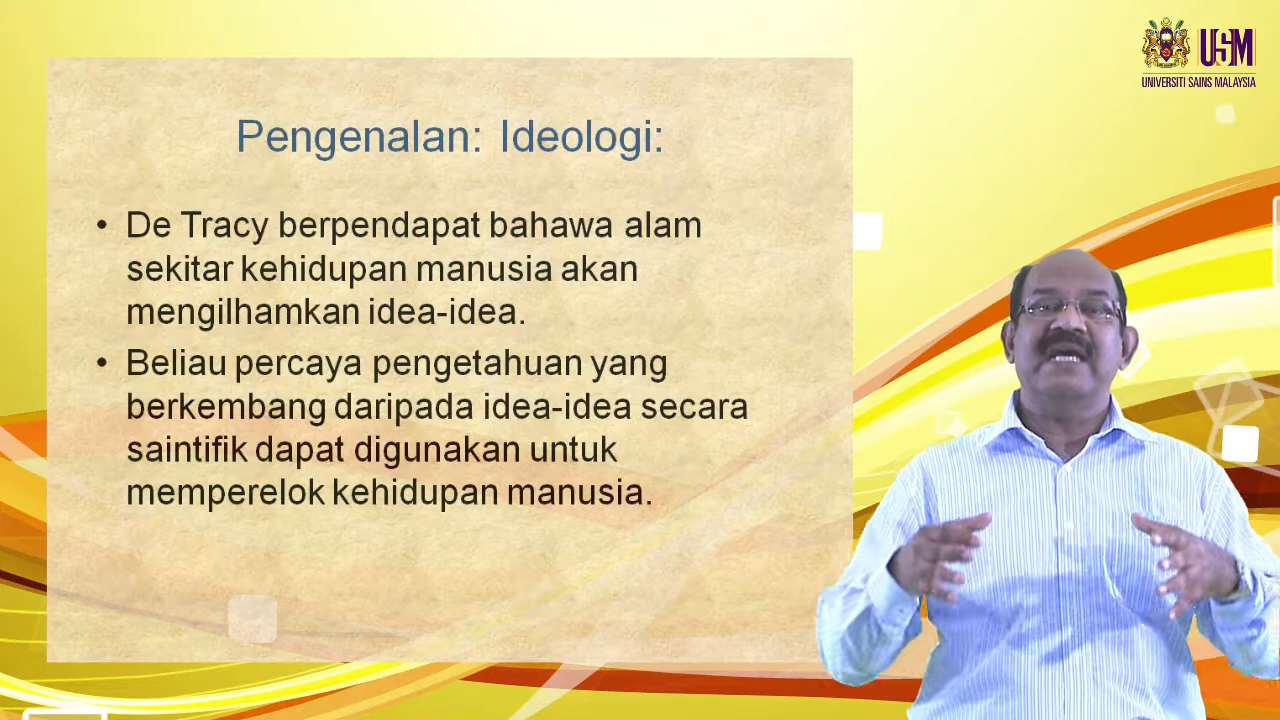 USM
UNIVERSITI SAINS MALAYSIA
Pengenalan: Ideologi:
• De Tracy berpendapat bahawa alam
sekitar kehidupan manusia akan
mengilhamkan idea-idea.
• Beliau percaya pengetahuan yang
berkembang daripada idea-idea secara
saintifik dapat digunakan untuk
memperelok kehidupan manusia.